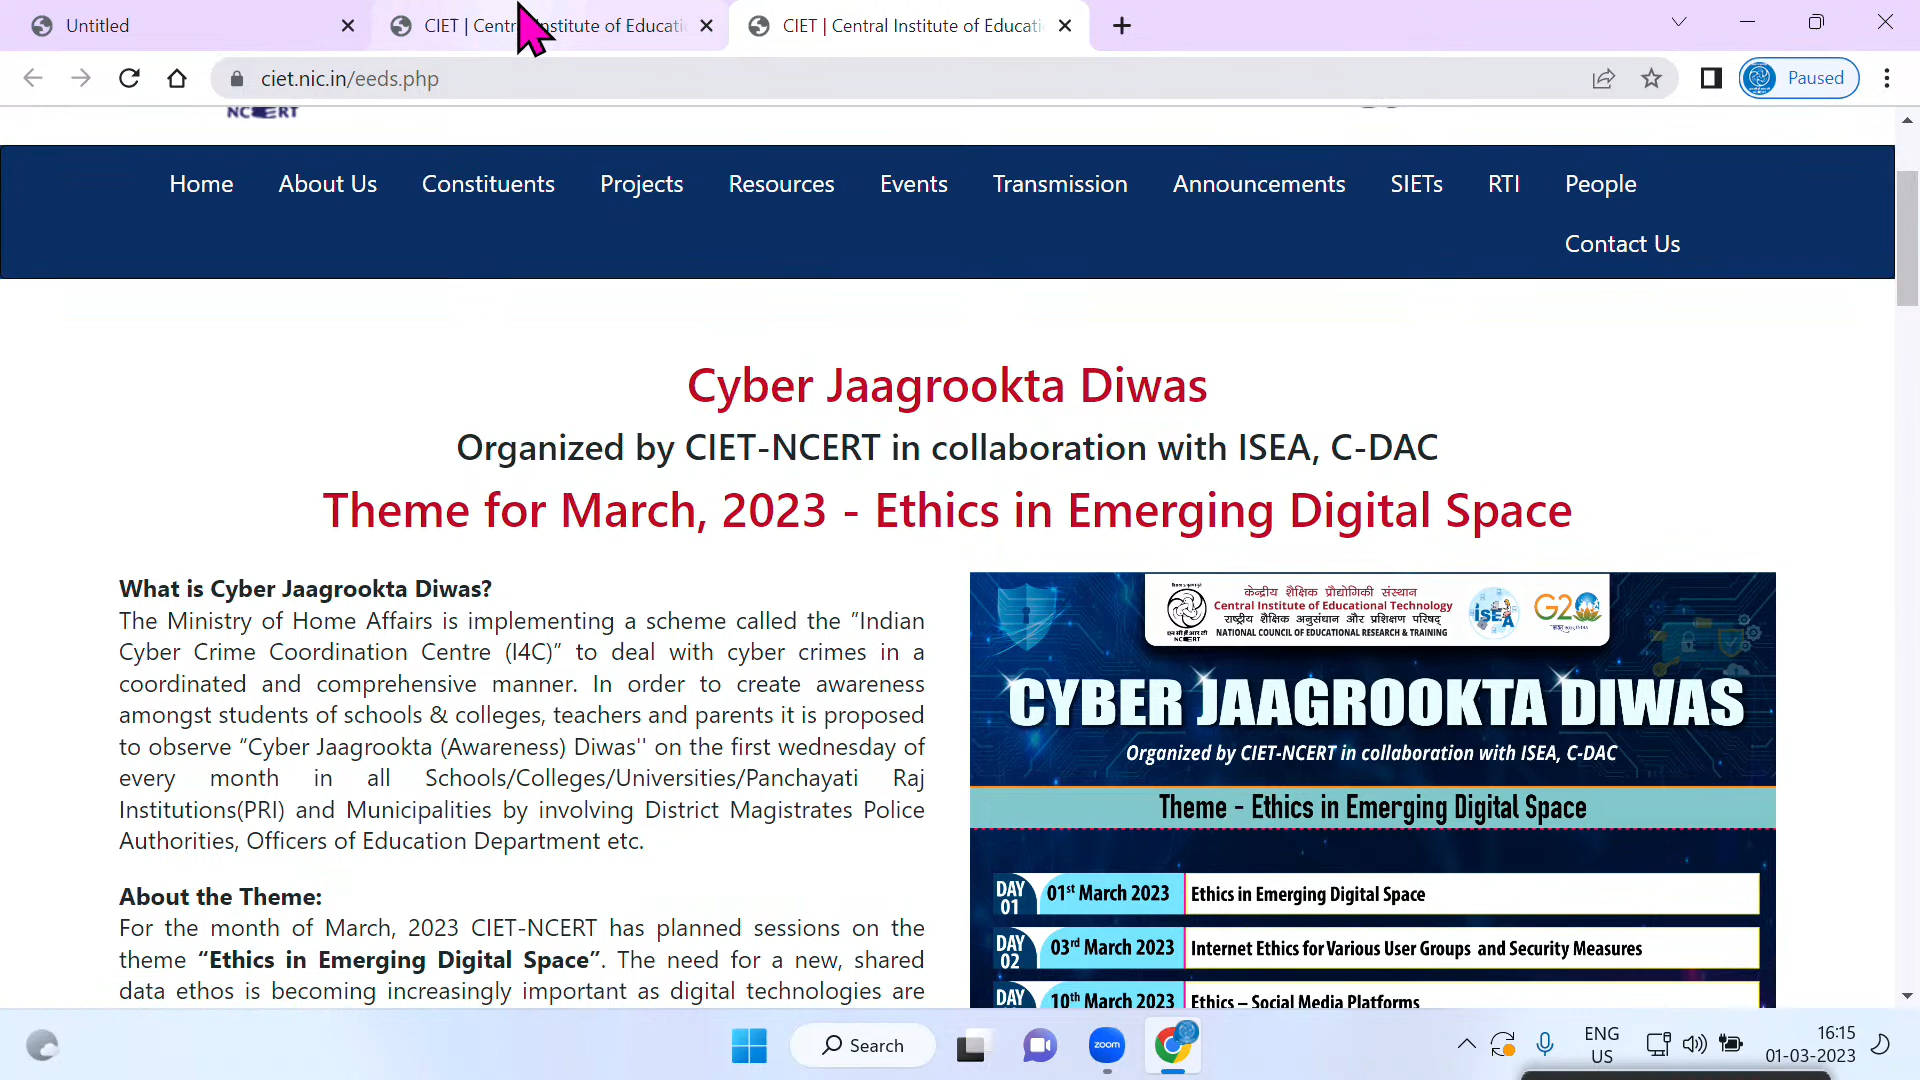 Untitled
CIET | Centr
stitute of Educati
CIET | Central Institute of Educati
ciet.nic.in/eeds.php
Paused
NCERT
Home About Us Constituents Projects Resources Events Transmission Announcements SIETs RTI People
Contact Us
Cyber Jaagrookta Diwas
Organized by CIET-NCERT in collaboration with ISEA, C-DAC
Theme for March, 2023 - Ethics in Emerging Digital Space
What is Cyber Jaagrookta Diwas?
The Ministry of Home Affairs is implementing a scheme called the "Indian
Cyber Crime Coordination Centre (I4C)" to deal with cyber crimes in a
coordinated and comprehensive manner. In order to create awareness
amongst students of schools & colleges, teachers and parents it is proposed
to observe “Cyber Jaagrookta (Awareness) Diwas'' on the first wednesday of
every month in all Schools/Colleges/Universities/Panchayati Raj
Institutions(PRI) and Municipalities by involving District Magistrates Police
Authorities, Officers of Education Department etc.
About the Theme:
For the month of March, 2023 CIET-NCERT has planned sessions on the
theme “Ethics in Emerging Digital Space”. The need for a new, shared
data ethos is becoming increasingly important as digital technologies are
केन्द्रीय शैक्षिक प्रौद्योगिकी संस्थान
Central Institute of Educational Technology
राष्ट्रीय शैक्षिक अनुसंधान और प्रशिक्षण परिषद्
NATIONAL COUNCIL OF EDUCATIONAL RESEARCH & TRAINING
NCERT
ISEA
G20
CYBER JAAGROOKTA DIWAS
Organized by CIET-NCERT in collaboration with ISEA, C-DAC
Theme - Ethics in Emerging Digital Space
DAY 01 01st March 2023 Ethics in Emerging Digital Space
DAY 02 03rd March 2023 Internet Ethics for Various User Groups and Security Measures
DAY 10th March 2023 Ethics – Social Media Platforms
Search
zoom
ENG
US
16:15
01-03-2023